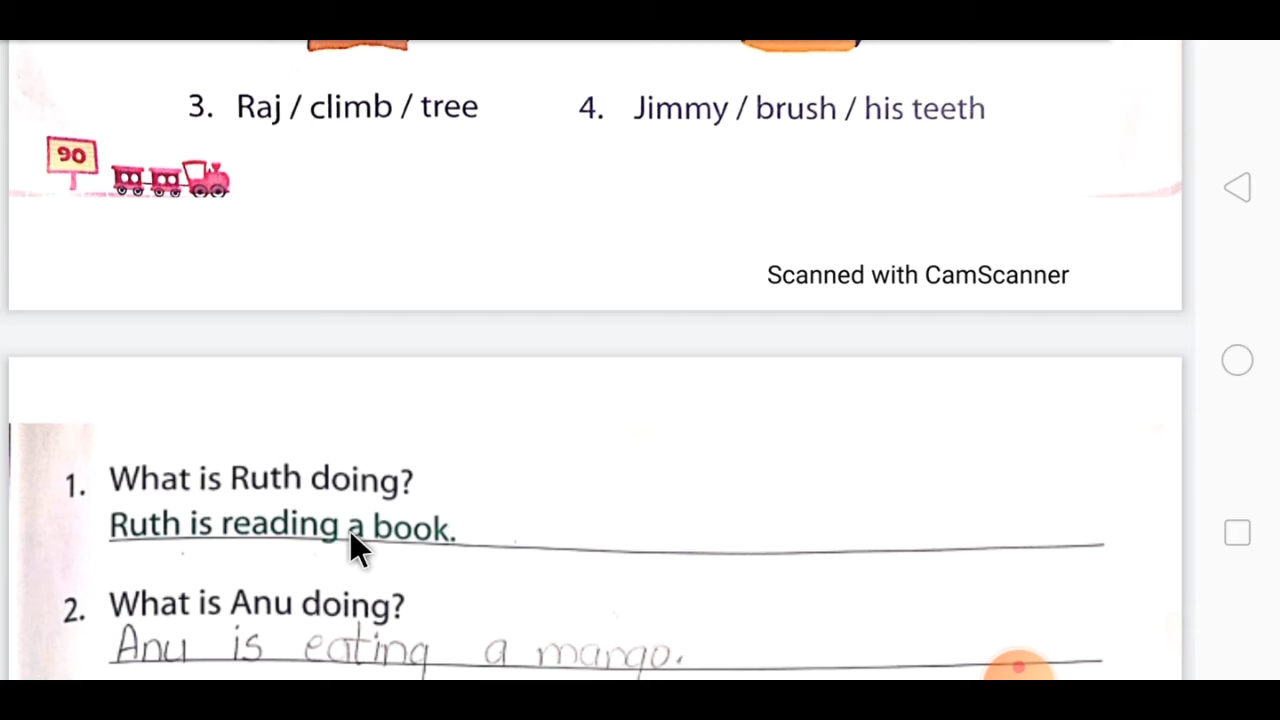 3. Raj / climb / tree 4. Jimmy / brush / his teeth
90
Scanned with CamScanner
1. What is Ruth doing?
Ruth is reading a book.
2. What is Anu doing?
Anu is eating a mango.